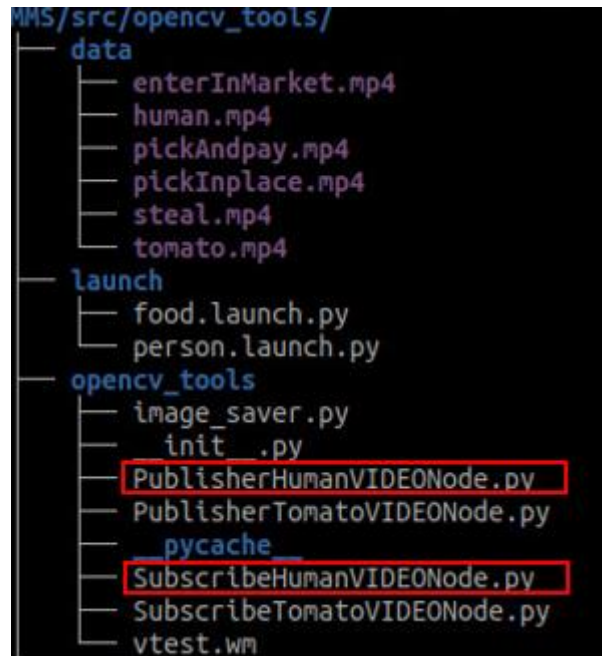 MMS/src/opencv_tools/
data
enterInMarket.mp4
human.mp4
pickAndpay.mp4
pickInplace.mp4
steal.mp4
tomato.mp4
launch
food.launch.py
person.launch.py
opencv_tools
image_saver.py
__init__.py
PublisherHumanVIDEONode.py
PublisherTomatoVIDEONode.py
__pycache__
SubscribeHumanVIDEONode.py
SubscribeTomatoVIDEONode.py
vtest.wm